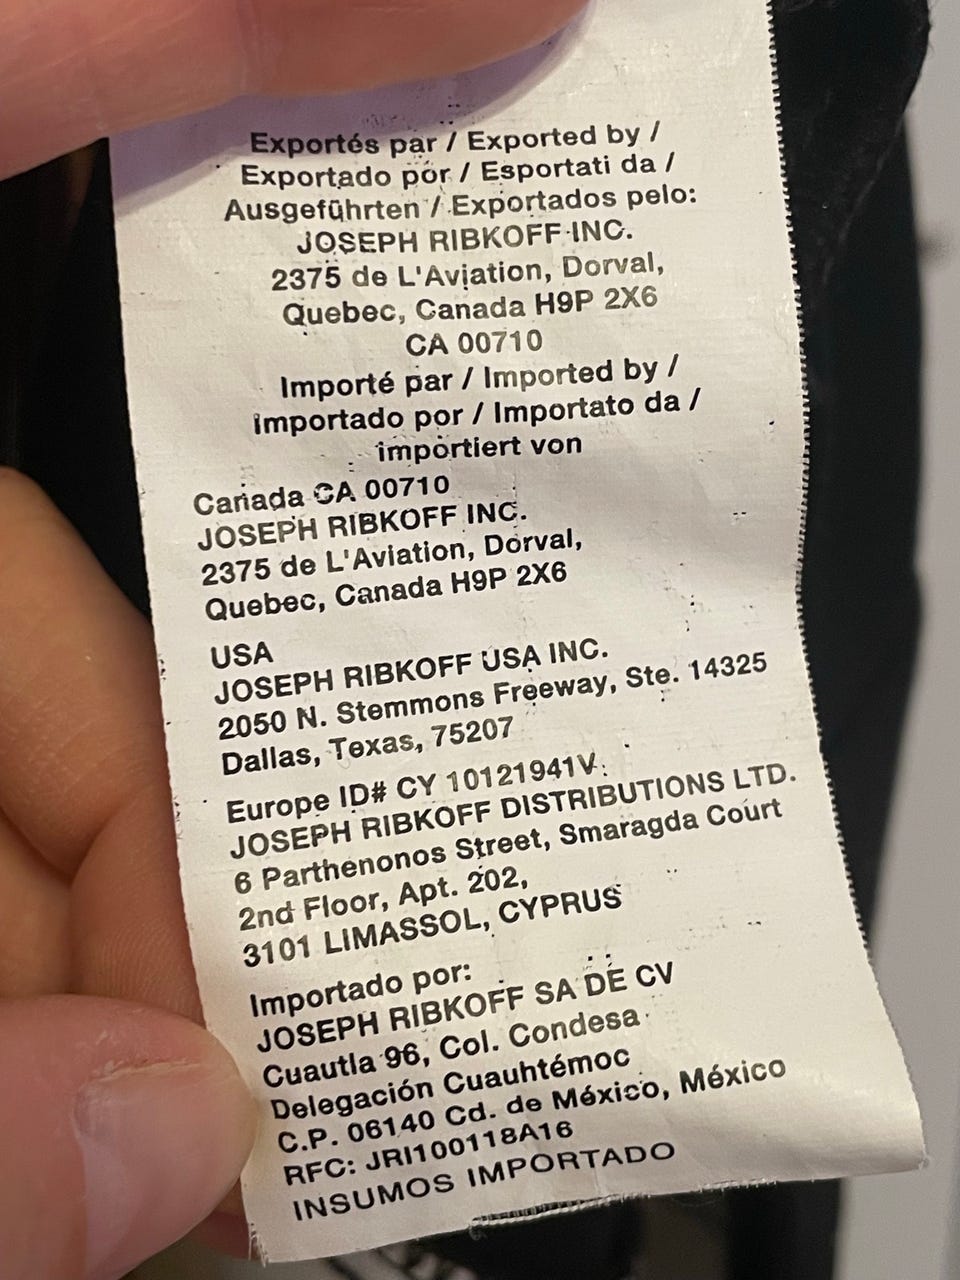 Exportés par / Exported by /
Exportado por / Esportati da /
Ausgeführten / Exportados pelo:
JOSEPH RIBKOFF INC.
2375 de L'Aviation, Dorval,
Quebec, Canada H9P 2X6
CA 00710
Importé par / Imported by /
importado por / Importato da /
importiert von
Canada CA 00710
JOSEPH RIBKOFF INC.
2375 de L'Aviation, Dorval,
Quebec, Canada H9P 2X6
USA
JOSEPH RIBKOFF USA INC.
2050 N. Stemmons Freeway, Ste. 14325
Dallas, Texas, 75207
Europe ID# CY 10121941V.
JOSEPH RIBKOFF DISTRIBUTIONS LTD.
6 Parthenonos Street, Smaragda Court
2nd Floor, Apt. 202,
3101 LIMASSOL, CYPRUS
Importado por:
JOSEPH RIBKOFF SA DE CV
Cuautla 96, Col. Condesa
Delegación Cuauhtémoc
C.P. 06140 Cd. de México, México
RFC: JRI100118A16
INSUMOS IMPORTADO